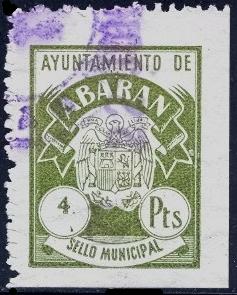 AYUNTAMIENTO DE
ABARAN
4 Pts
SELLO MUNICIPAL